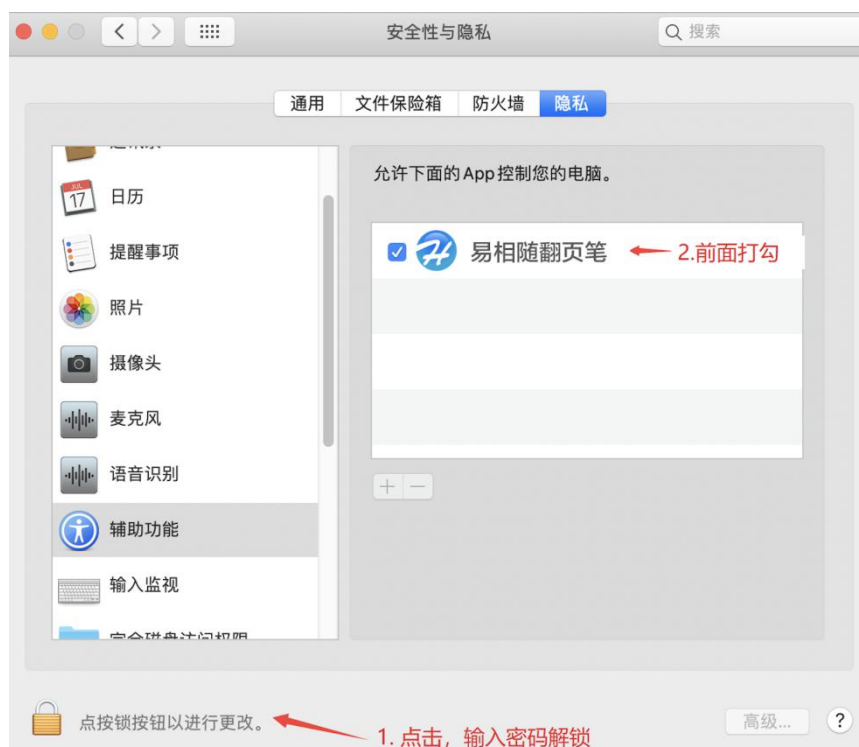 安全性与隐私
搜索
通用 文件保险箱 防火墙 隐私
日历
提醒事项
照片
摄像头
麦克风
语音识别
辅助功能
输入监视
允许下面的 App 控制您的电脑。
易相随翻页笔
2.前面打勾
+ −
点按锁按钮以进行更改。
1. 点击，输入密码解锁
高级...
?
JUL
17